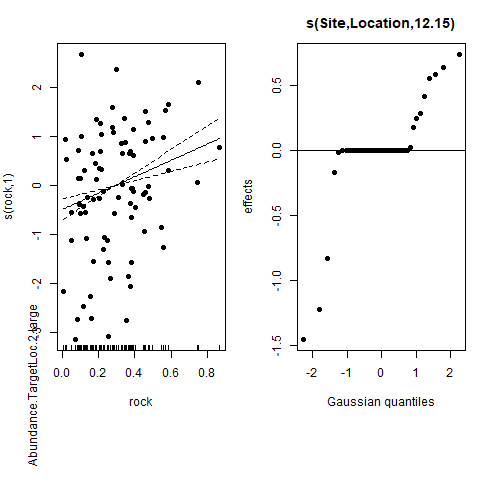 s(Site,Location,12.15)
s(rock,1)
2
1
0
-1
-2
-3
0.0 0.2 0.4 0.6 0.8
rock
Abundance.TargetLoc.2.large
effects
0.5
0.0
-0.5
-1.0
-1.5
-2 -1 0 1 2
Gaussian quantiles